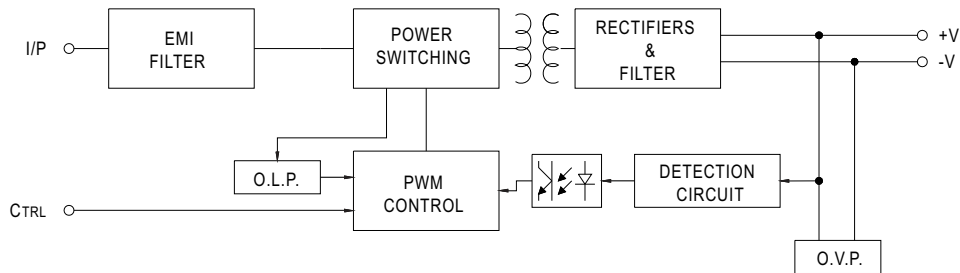 I/P
EMI
FILTER
POWER
SWITCHING
RECTIFIERS
&
FILTER
+V
-V
O.L.P.
PWM
CONTROL
DETECTION
CIRCUIT
CTRL
O.V.P.